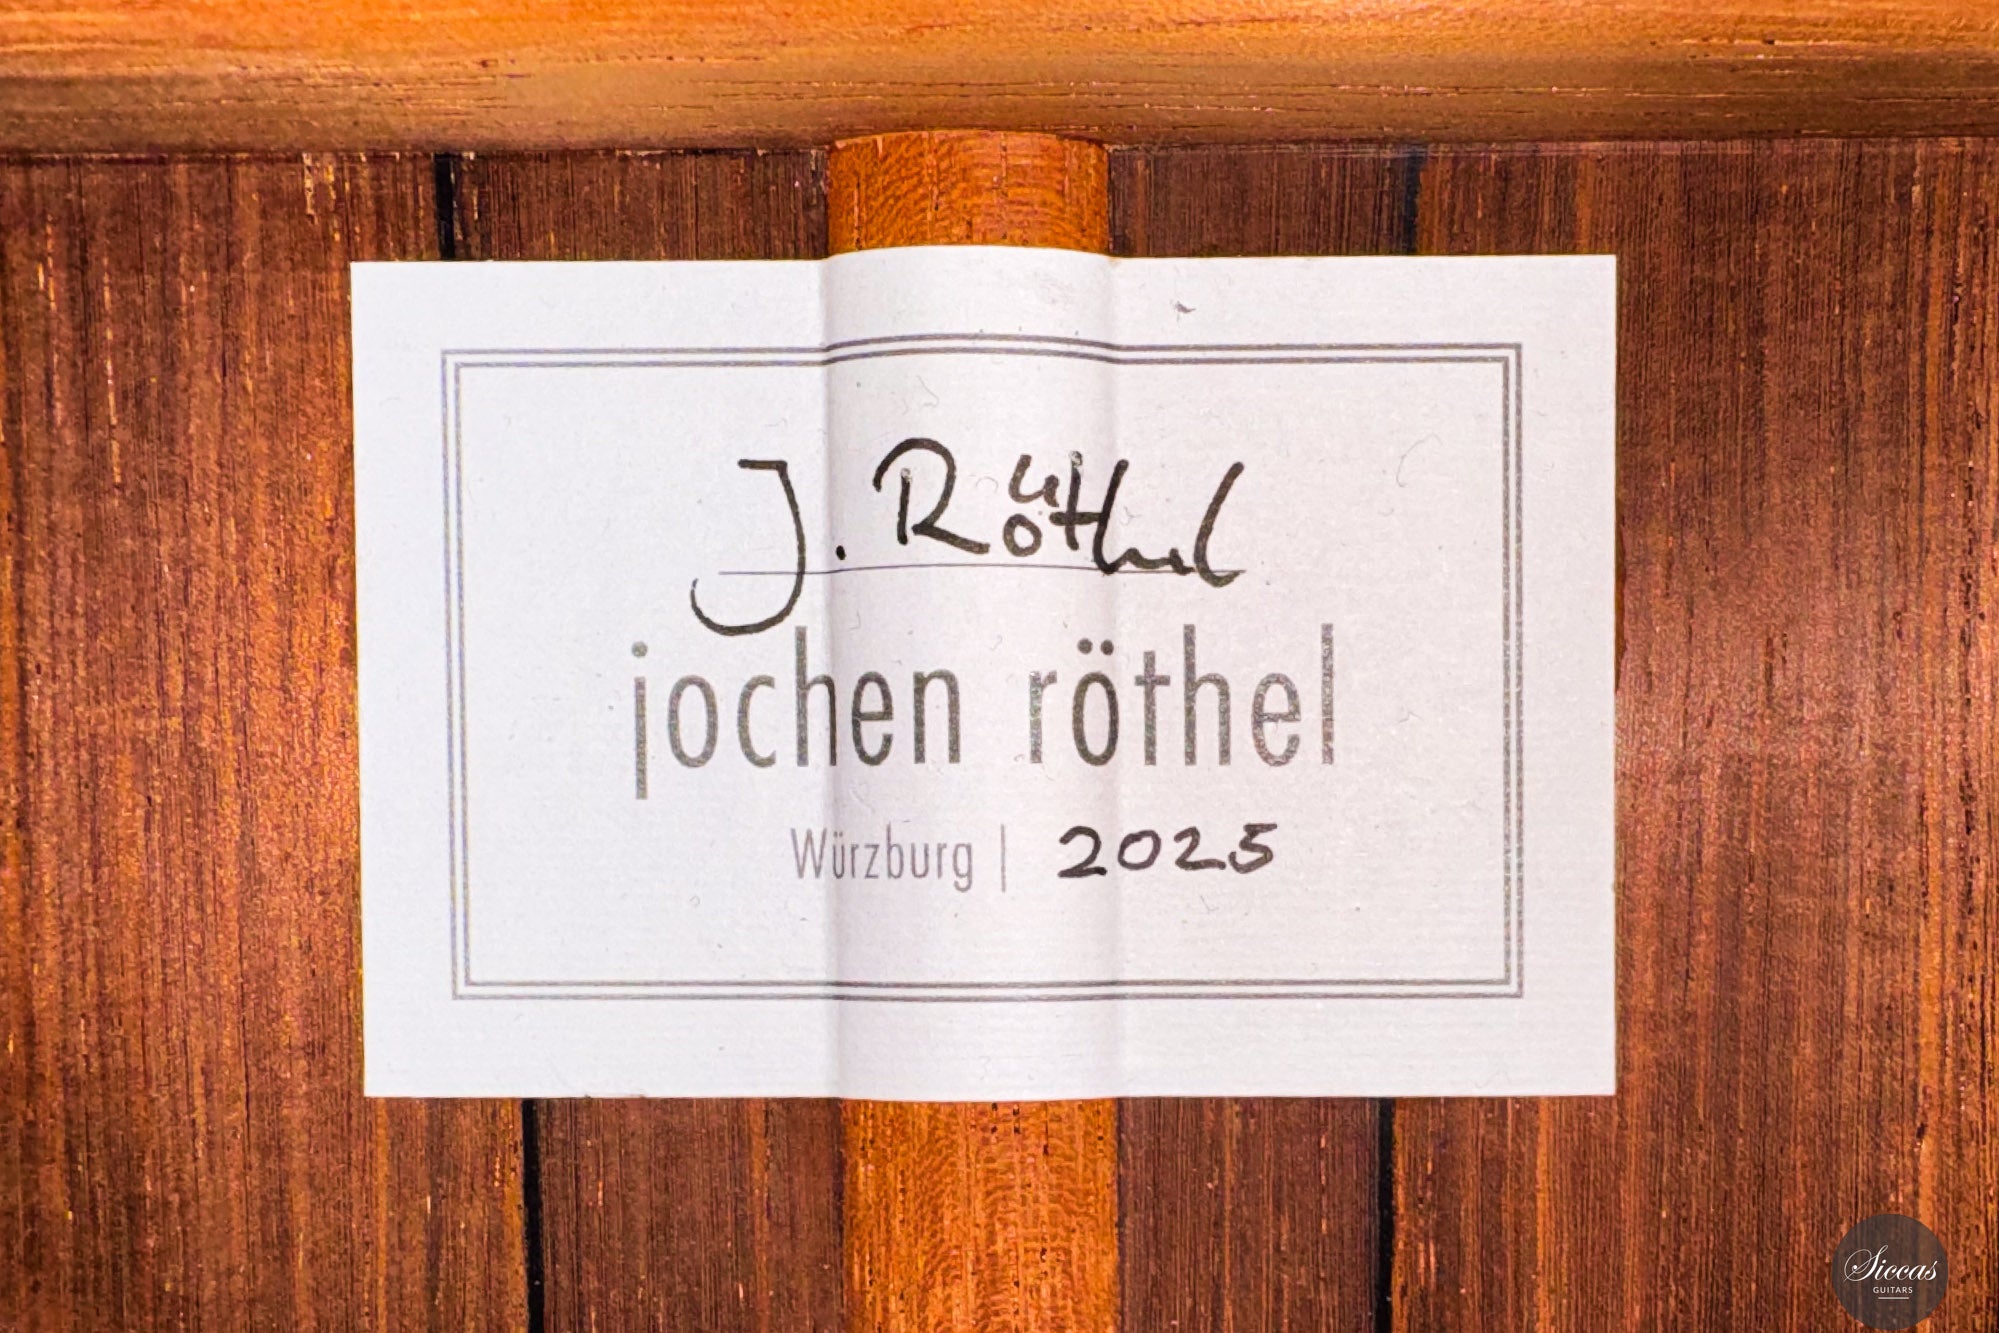 J. Röthel
jochen röthel
Würzburg | 2025
Siccas
GUITARS